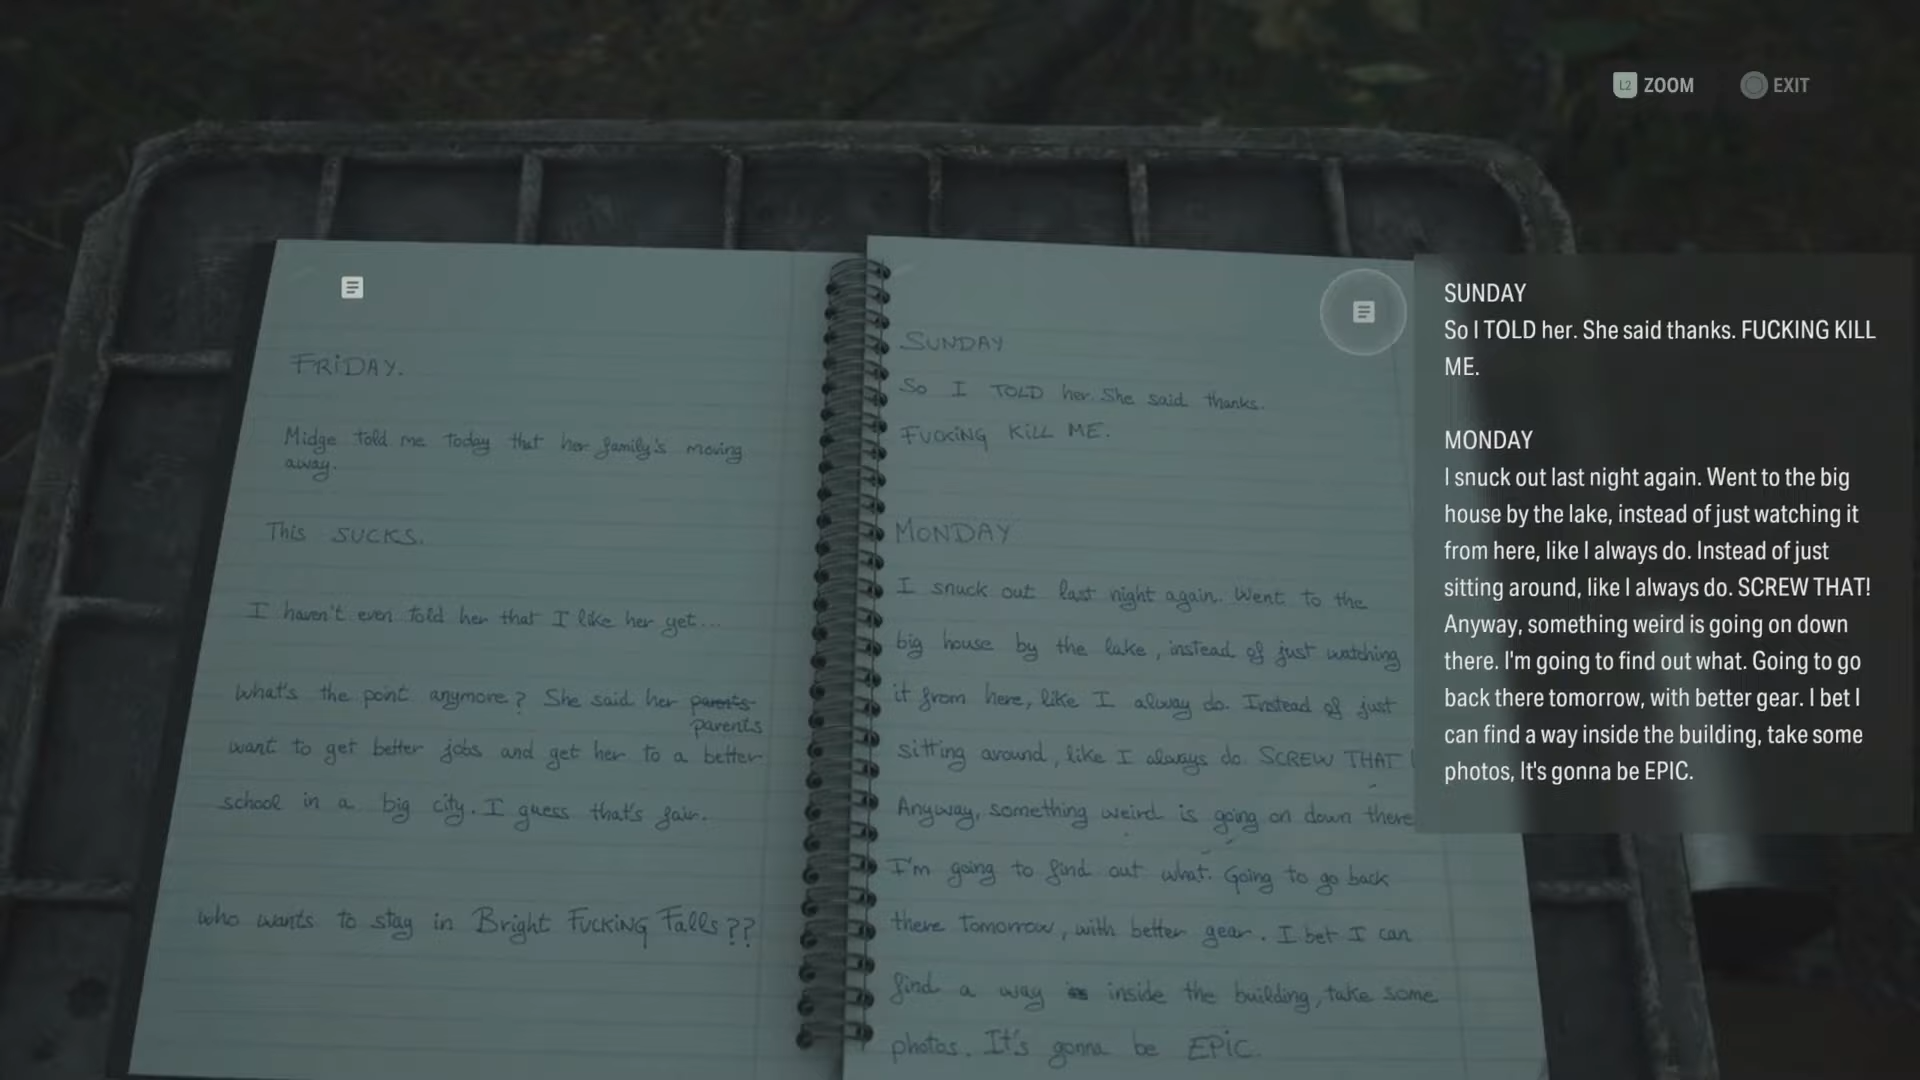 L2 ZOOM EXIT
FRiDAY.
Midge told me today that her family's moving
away.
This SUCKS.
I haven't even told her that I like her yet...
what's the point anymore? She said her parents
parents
want to get better jobs and get her to a better
school in a big city. I guess that's fair.
who wants to stay in Bright FUCKiNG Falls??
SUNDAY
So I TOLD her. She said thanks.
FUCKiNG KiLL ME.
MONDAY
I snuck out last night again. Went to the
big house by the lake, instead of just watching
it from here, like I alway do. Instead of just
sitting around, like I always do. SCREW THAT
Anyway, something weird is going on down there
I'm going to find out what. Going to go back
there tomorrow, with better gear. I bet I can
find a way inside the building, take some
photos. It's gonna be EPiC.
SUNDAY
So I TOLD her. She said thanks. FUCKING KILL
ME.
MONDAY
I snuck out last night again. Went to the big
house by the lake, instead of just watching it
from here, like I always do. Instead of just
sitting around, like I always do. SCREW THAT!
Anyway, something weird is going on down
there. I'm going to find out what. Going to go
back there tomorrow, with better gear. I bet I
can find a way inside the building, take some
photos, It's gonna be EPIC.